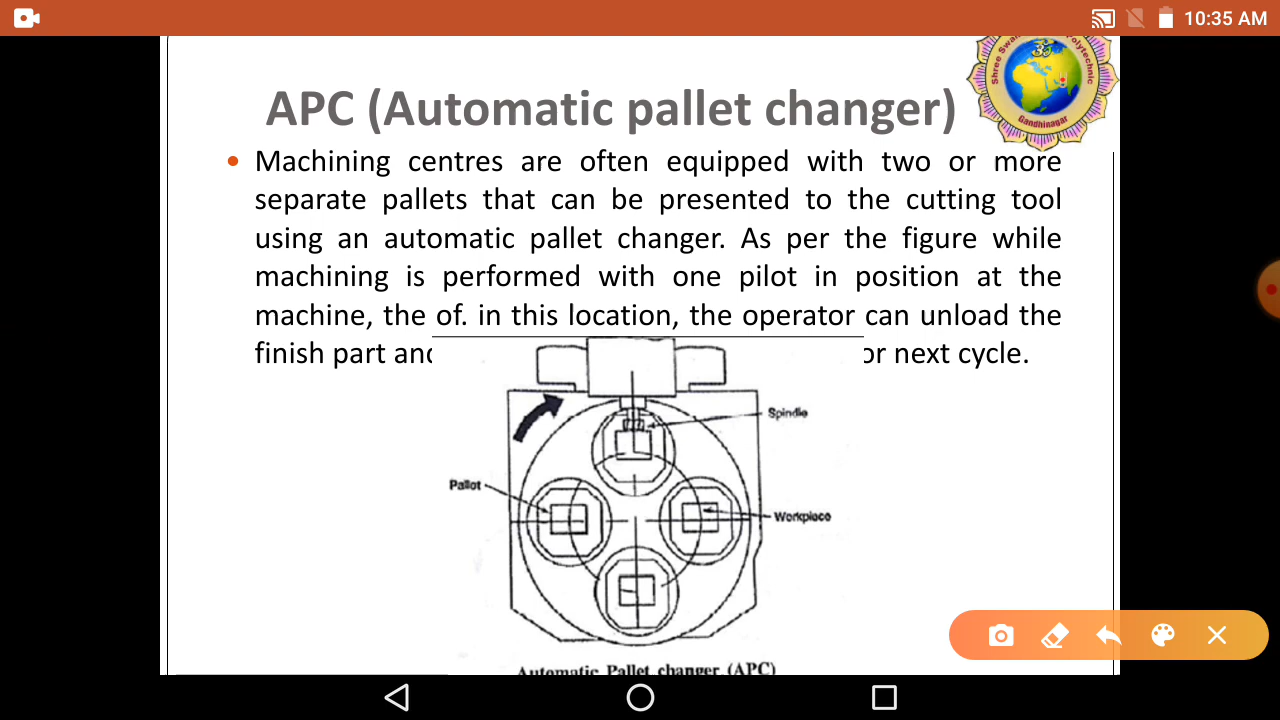 10:35 AM
Shree Swam Polytechnic
Gandhinagar
APC (Automatic pallet changer)
• Machining centres are often equipped with two or more
separate pallets that can be presented to the cutting tool
using an automatic pallet changer. As per the figure while
machining is performed with one pilot in position at the
machine, the of. in this location, the operator can unload the
finish part and or next cycle.
Spindle
Pallot
Workpiece
Automatic Pallet changer (APC)